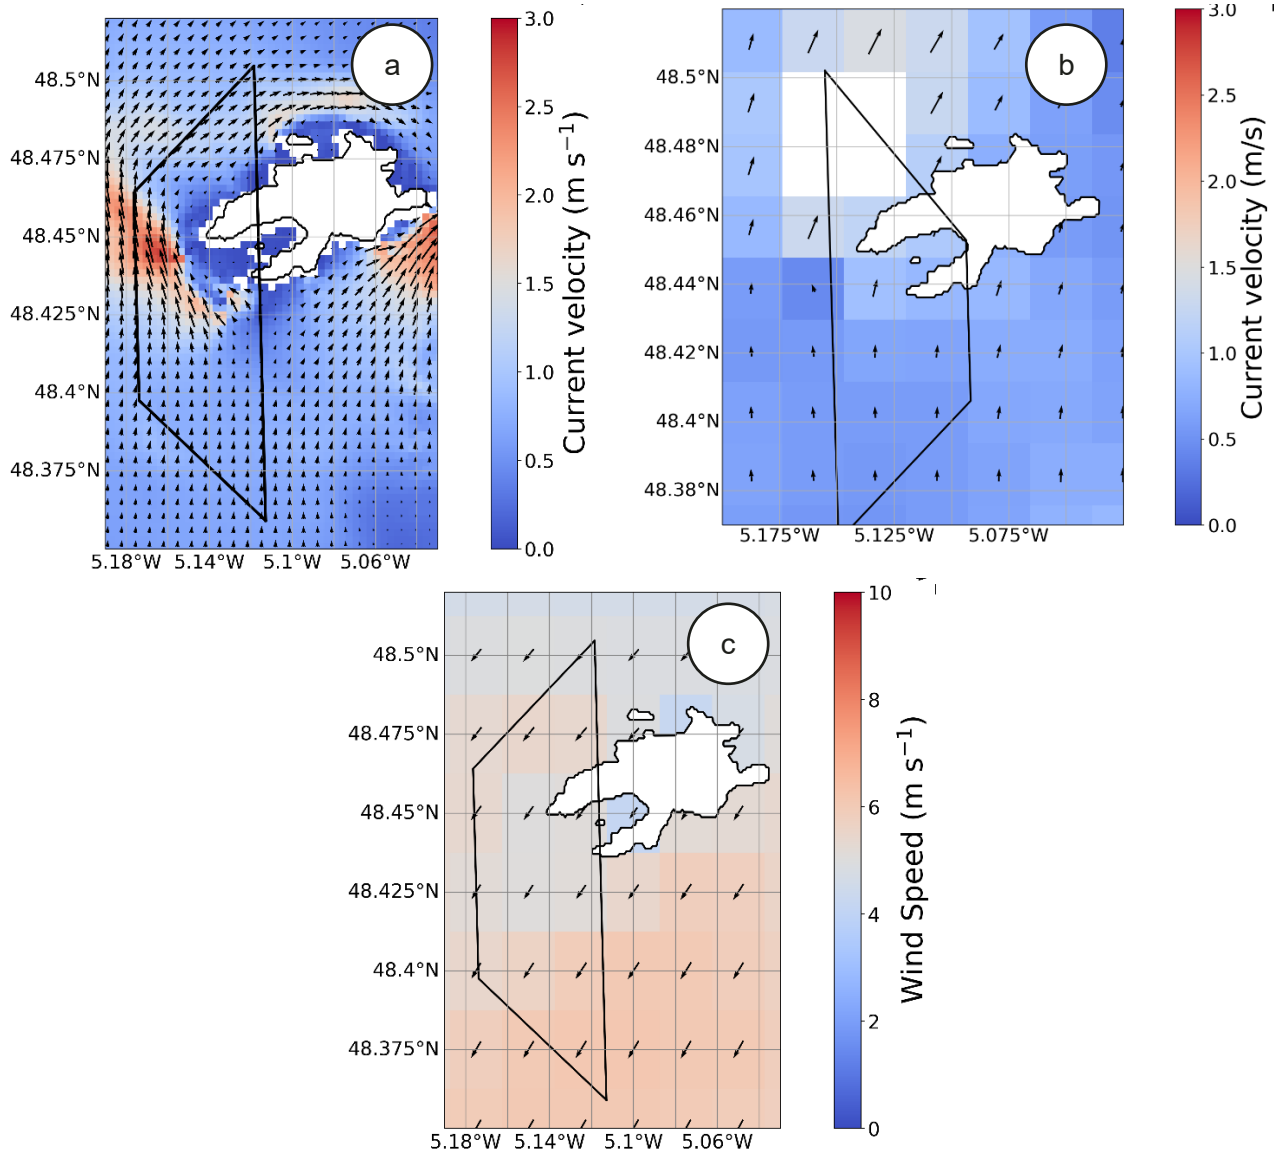 a
48.5°N
48.475°N
48.45°N
48.425°N
48.4°N
48.375°N
5.18°W 5.14°W 5.1°W 5.06°W
3.0
2.5
2.0
1.5
1.0
0.5
0.0
Current velocity (m s−1)
b
48.5°N
48.48°N
48.46°N
48.44°N
48.42°N
48.4°N
48.38°N
5.175°W 5.125°W 5.075°W
3.0
2.5
2.0
1.5
1.0
0.5
0.0
Current velocity (m/s)
c
48.5°N
48.475°N
48.45°N
48.425°N
48.4°N
48.375°N
5.18°W 5.14°W 5.1°W 5.06°W
10
8
6
4
2
0
Wind Speed (m s−1)